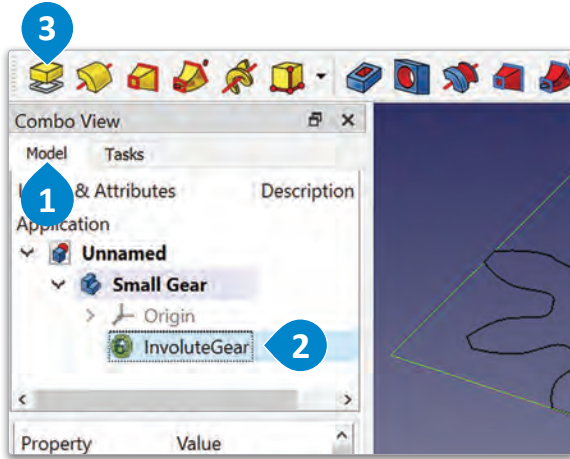 3
Combo View
Model Tasks
1
& Attributes Description
Application
Unnamed
Small Gear
Origin
InvoluteGear 2
Property Value